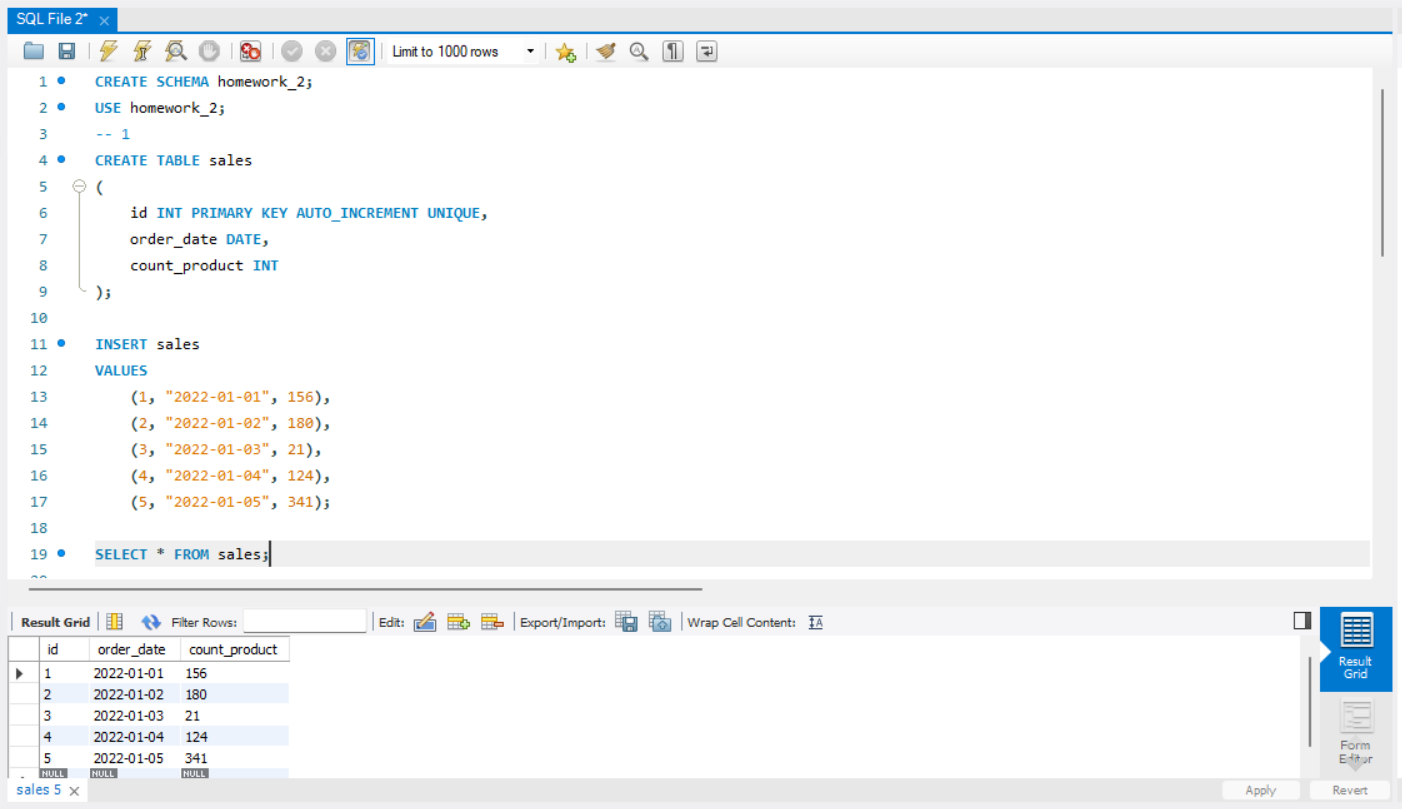 SQL File 2*
Limit to 1000 rows
1 CREATE SCHEMA homework_2;
2 USE homework_2;
3 -- 1
4 CREATE TABLE sales
5 (
6 id INT PRIMARY KEY AUTO_INCREMENT UNIQUE,
7 order_date DATE,
8 count_product INT
9 );
10
11 INSERT sales
12 VALUES
13 (1, "2022-01-01", 156),
14 (2, "2022-01-02", 180),
15 (3, "2022-01-03", 21),
16 (4, "2022-01-04", 124),
17 (5, "2022-01-05", 341);
18
19 SELECT * FROM sales;
Result Grid Filter Rows: Edit: Export/Import: Wrap Cell Content:
id order_date count_product
1 2022-01-01 156
2 2022-01-02 180
3 2022-01-03 21
4 2022-01-04 124
5 2022-01-05 341
NULL NULL NULL
Result
Grid
Form
Editor
sales 5
Apply Revert